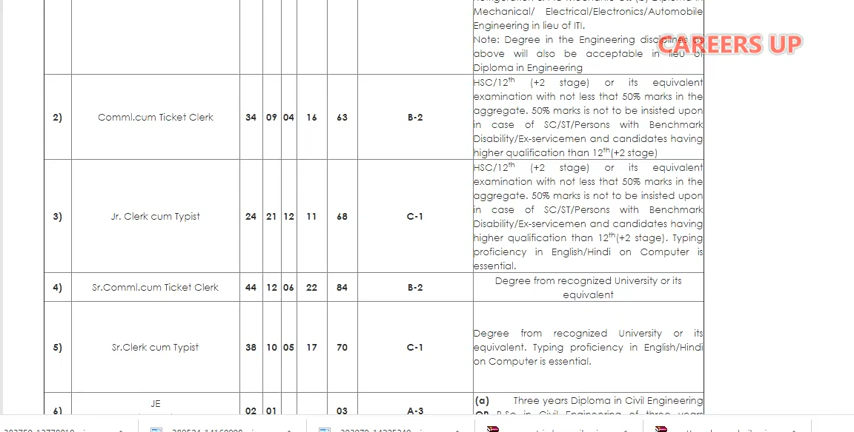 Mechanical/ Electrical/Electronics/Automobile
Engineering in lieu of ITI.
Note: Degree in the Engineering
above will also be acceptable in lieu of
Diploma in Engineering
CAREERS UP
2) Comml.cum Ticket Clerk 34 09 04 16 63 B-2
HSC/12th (+2 stage) or its equivalent
examination with not less that 50% marks in the
aggregate. 50% marks is not to be insisted upon
in case of SC/ST/Persons with Benchmark
Disability/Ex-servicemen and candidates having
higher qualification than 12th(+2 stage)
3) Jr. Clerk cum Typist 24 21 12 11 68 C-1
HSC/12th (+2 stage) or its equivalent
examination with not less that 50% marks in the
aggregate. 50% marks is not to be insisted upon
in case of SC/ST/Persons with Benchmark
Disability/Ex-servicemen and candidates having
higher qualification than 12th(+2 stage). Typing
proficiency in English/Hindi on Computer is
essential.
4) Sr.Comml.cum Ticket Clerk 44 12 06 22 84 B-2
Degree from recognized University or its
equivalent
5) Sr.Clerk cum Typist 38 10 05 17 70 C-1
Degree from recognized University or its
equivalent. Typing proficiency in English/Hindi
on Computer is essential.
6) JE 02 01 03 A-3
(a) Three years Diploma in Civil Engineering
OR B.Sc in Civil Engineering of three years